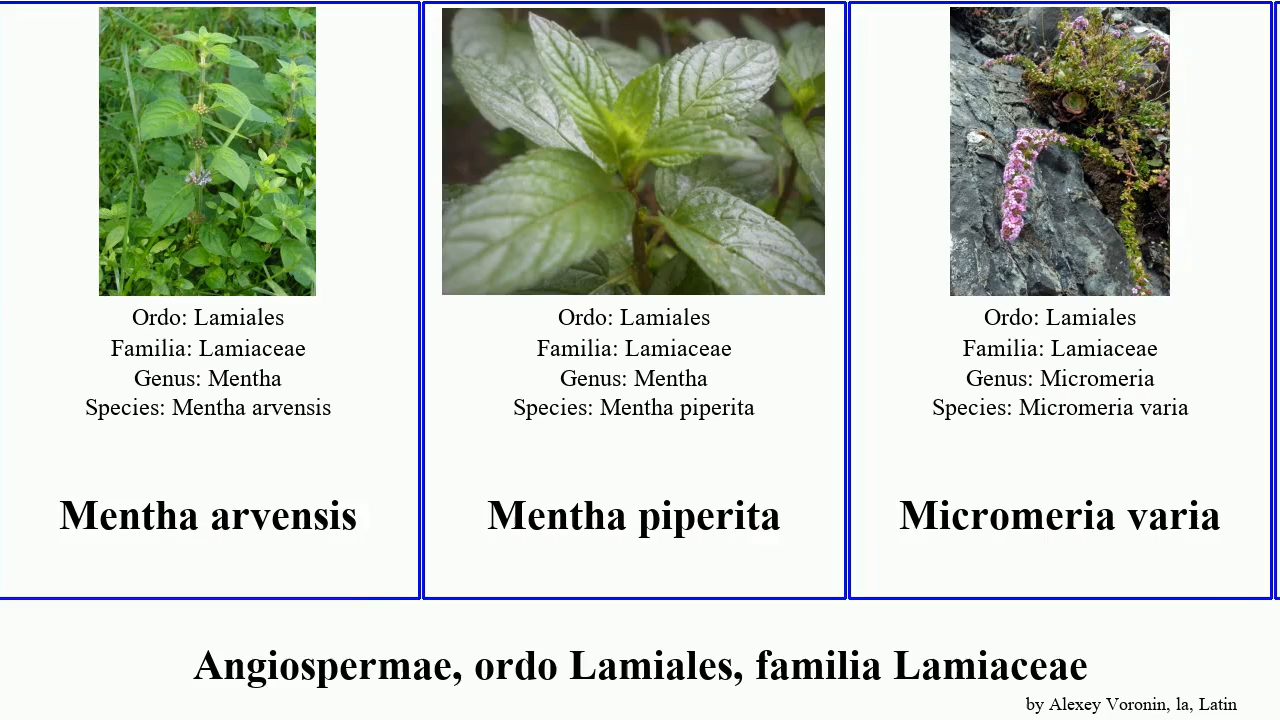 Ordo: Lamiales
Familia: Lamiaceae
Genus: Mentha
Species: Mentha arvensis
Mentha arvensis
Ordo: Lamiales
Familia: Lamiaceae
Genus: Mentha
Species: Mentha piperita
Mentha piperita
Ordo: Lamiales
Familia: Lamiaceae
Genus: Micromeria
Species: Micromeria varia
Micromeria varia
Angiospermae, ordo Lamiales, familia Lamiaceae
by Alexey Voronin, la, Latin